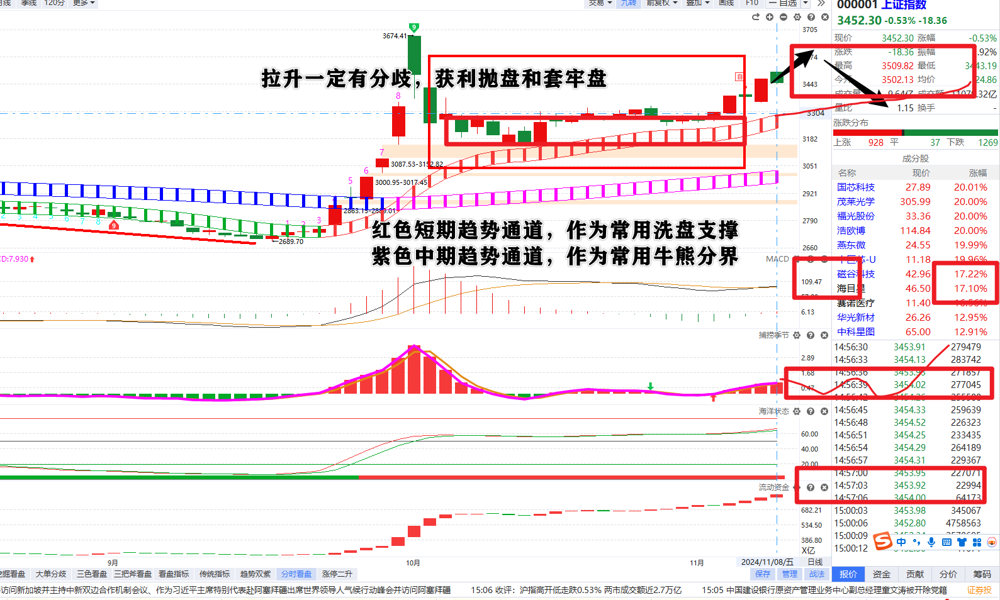 月线 季线 120分 更多
交易 九转 前复权 叠加 画线 F10 一自选
000001 上证指数
3452.30 -0.53% -18.36
现价 3452.30 涨幅 -0.53%
涨跌 -18.36 振幅 .92%
最高 3509.82 最低 3443.19
今 3502.13 均价 24.86
成交量 9.64亿 成交额
量比 1.15 换手 -
涨跌分布
上涨 928 平 37 下跌 1269
成分股
名称 现价 涨幅
国芯科技 27.89 20.01%
茂莱光学 305.99 20.00%
福光股份 33.36 20.00%
浩欧博 114.84 20.00%
燕东微 24.55 19.99%
中巨芯-U 11.18 19.96%
磁谷科技 42.96 17.22%
海目星 46.50 17.10%
赛诺医疗 11.40 16.56%
华光新材 26.26 12.95%
中科星图 65.00 12.91%
14:56:30 3453.91 279479
14:56:33 3454.13 283742
14:56:36 3453.93 271857
14:56:39 3454.02 277045
14:56:42 3454.26
14:56:45 3454.33 259639
14:56:48 3454.52 226323
14:56:51 3454.25 233435
14:56:54 3454.29 264189
14:56:57 3454.31 229367
14:57:00 3453.95 227071
14:57:03 3453.92 22994
14:57:06 3454.00 64173
15:00:03 3453.98 345067
15:00:06 3452.80 4758563
15:00:09
15:00:12
中
报价 资金 贡献 分价 筹码
3705
3443
3304
3182
3051
2921
2790
2660
9
3674.41
拉升一定有分歧，获利抛盘和套牢盘
自
8
7
6
5
3087.53-3152.82
3000.95-3017.45
2863.15-2889.01
1 2 3
2 3 4 5 6 7 8
9
2689.70
红色短期趋势通道，作为常用洗盘支撑
紫色中期趋势通道，作为常用牛熊分界
CD:7.930
MACD
109.47
6.13
捕捞季节
2.89
1.68
0.47
海洋状态
60.00
40.00
20.00
流动资金
682.21
534.50
386.80
X亿
9月 10月 11月 2024/11/08/五 日线
挖掘看盘 大单分歧 三色看盘 三把斧看盘 看盘指标 传统指标 趋势双紫 分时看盘 涨停二升 保存 管理 战法
访问新加坡并主持中新双边合作机制会议、作为习近平主席特别代表赴阿塞拜疆出席世界领导人气候行动峰会并访问阿塞拜疆 15:06 收评：沪指高开低走跌0.53% 两市成交额近2.7万亿 15:05 中国建设银行原资产管理业务中心副总经理童文涛被开除党籍 证券投